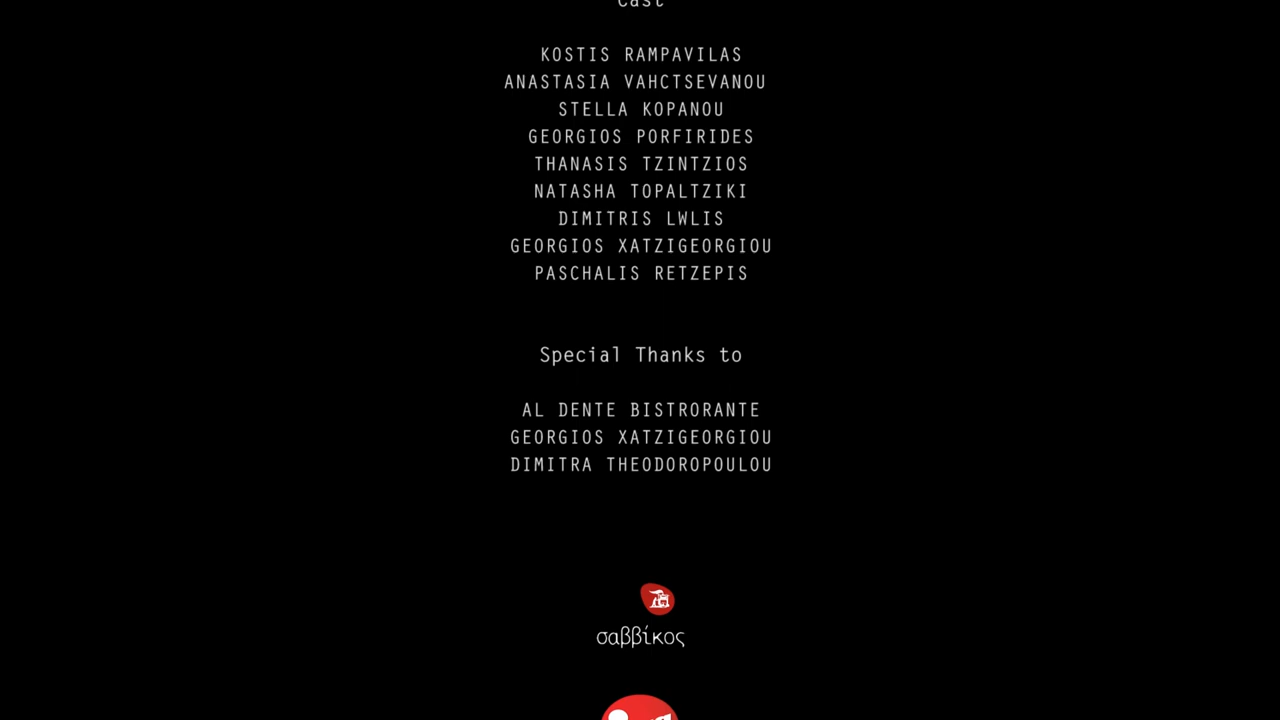 Cast
KOSTIS RAMPAVILAS
ANASTASIA VAHCTSEVANOU
STELLA KOPANOU
GEORGIOS PORFIRIDES
THANASIS TZINTZIOS
NATASHA TOPALTZIKI
DIMITRIS LWLIS
GEORGIOS XATZIGEORGIOU
PASCHALIS RETZEPIS
Special Thanks to
AL DENTE BISTRORANTE
GEORGIOS XATZIGEORGIOU
DIMITRA THEODOROPOULOU
σαββίκος